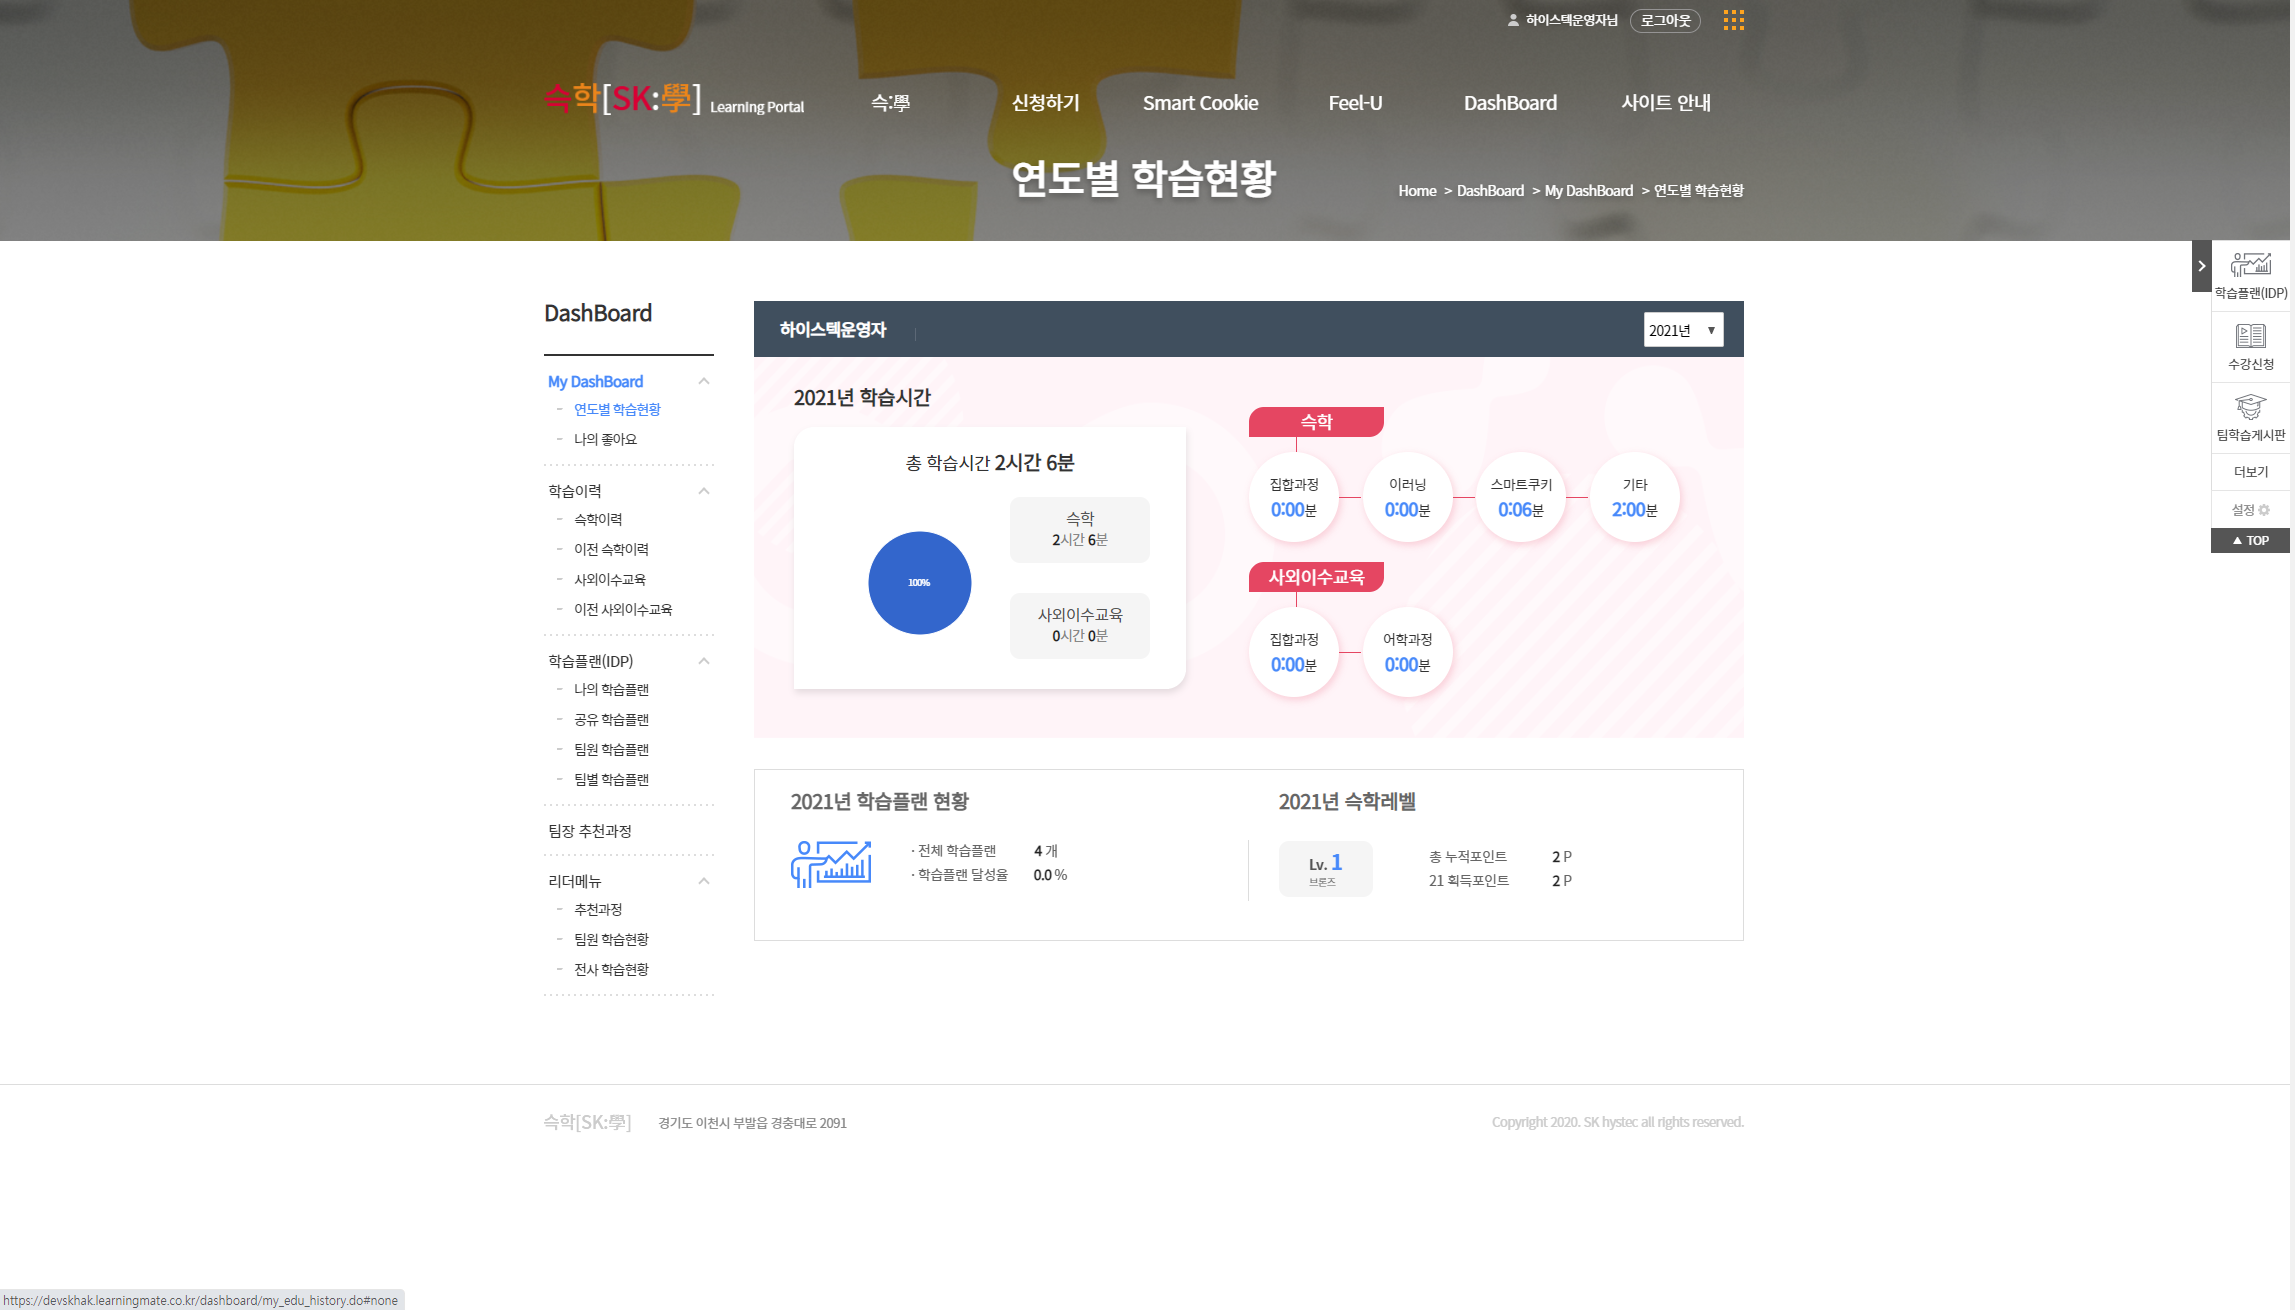 하이스텍운영자님 로그아웃
슥학[SK:學] Learning Portal
슥:學 신청하기 Smart Cookie Feel-U DashBoard 사이트 안내
연도별 학습현황
Home > DashBoard > My DashBoard > 연도별 학습현황
DashBoard
My DashBoard
- 연도별 학습현황
- 나의 좋아요
학습이력
- 슥학이력
- 이전 슥학이력
- 사외이수교육
- 이전 사외이수교육
학습플랜(IDP)
- 나의 학습플랜
- 공유 학습플랜
- 팀원 학습플랜
- 팀별 학습플랜
팀장 추천과정
리더메뉴
- 추천과정
- 팀원 학습현황
- 전사 학습현황
하이스텍운영자
2021년 ▼
2021년 학습시간
총 학습시간 2시간 6분
100%
슥학
2시간 6분
사외이수교육
0시간 0분
슥학
집합과정
0:00분
이러닝
0:00분
스마트쿠키
0:06분
기타
2:00분
사외이수교육
집합과정
0:00분
어학과정
0:00분
2021년 학습플랜 현황
· 전체 학습플랜 4 개
· 학습플랜 달성율 0.0 %
2021년 슥학레벨
Lv. 1
브론즈
총 누적포인트 2 P
21 획득포인트 2 P
학습플랜(IDP)
수강신청
팀학습게시판
더보기
설정
▲ TOP
슥학[SK:學] 경기도 이천시 부발읍 경충대로 2091
Copyright 2020. SK hystec all rights reserved.
https://devskhak.learningmate.co.kr/dashboard/my_edu_history.do#none